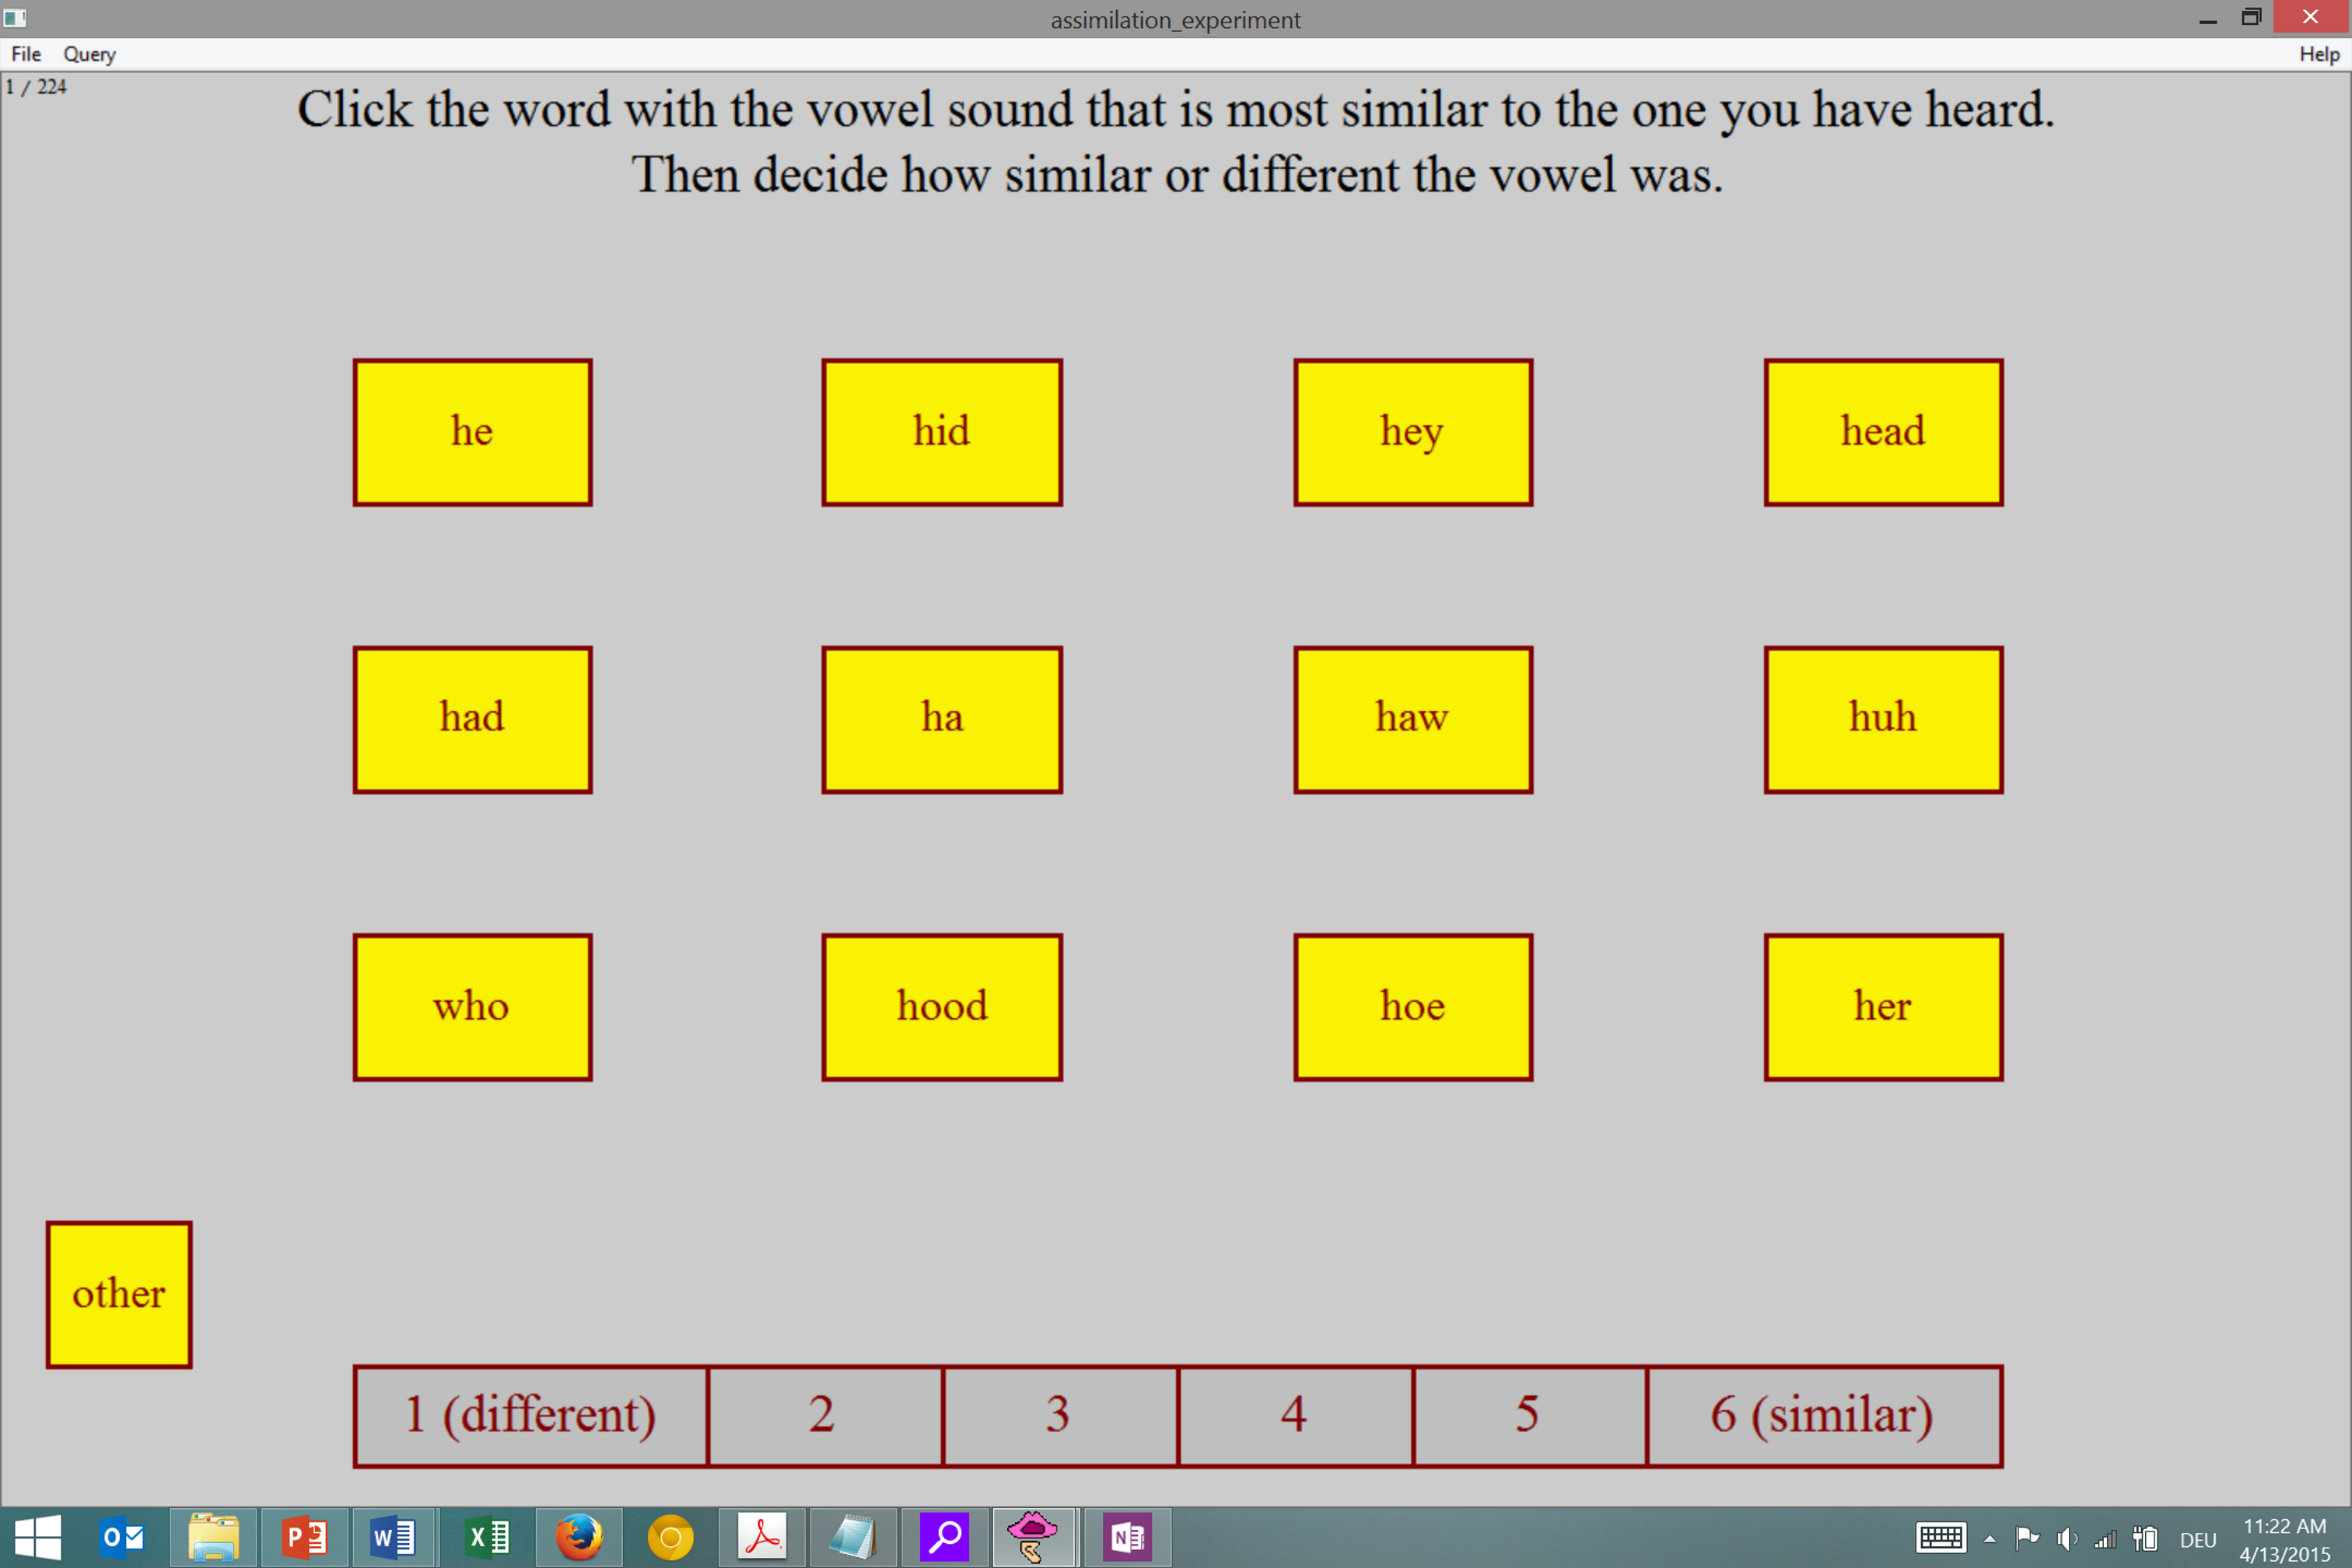 assimilation_experiment
File Query Help
1 / 224
Click the word with the vowel sound that is most similar to the one you have heard.
Then decide how similar or different the vowel was.
he hid hey head
had ha haw huh
who hood hoe her
other
1 (different) 2 3 4 5 6 (similar)
DEU
11:22 AM
4/13/2015